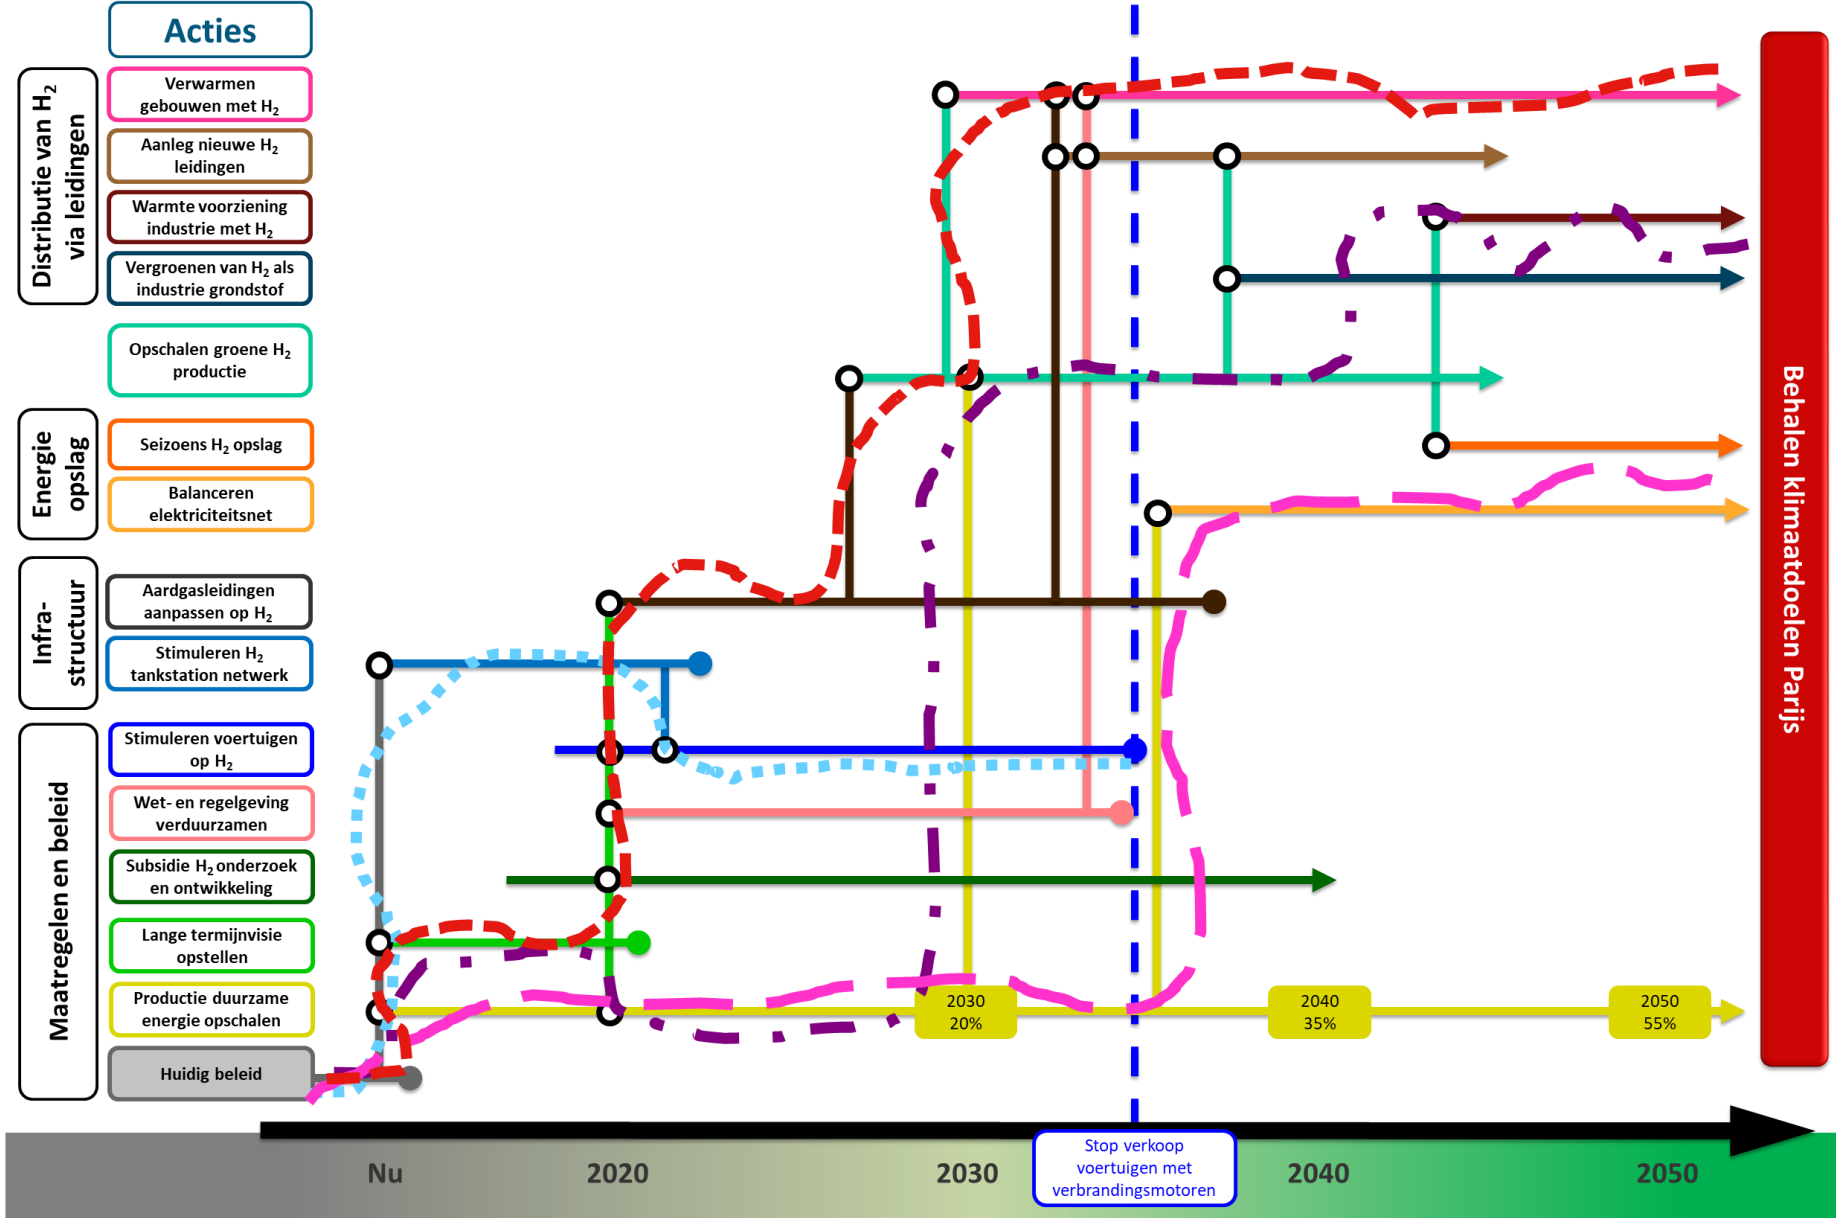 Acties
Distributie van H2
via leidingen
Verwarmen
gebouwen met H2
Aanleg nieuwe H2
leidingen
Warmte voorziening
industrie met H2
Vergroenen van H2 als
industrie grondstof
Opschalen groene H2
productie
Energie
opslag
Seizoens H2 opslag
Balanceren
elektriciteitsnet
Infra-
structuur
Aardgasleidingen
aanpassen op H2
Stimuleren H2
tankstation netwerk
Maatregelen en beleid
Stimuleren voertuigen
op H2
Wet- en regelgeving
verduurzamen
Subsidie H2 onderzoek
en ontwikkeling
Lange termijnvisie
opstellen
Productie duurzame
energie opschalen
Huidig beleid
2030
20%
2040
35%
2050
55%
Behalen klimaatdoelen Parijs
Nu
2020
2030
Stop verkoop
voertuigen met
verbrandingsmotoren
2040
2050